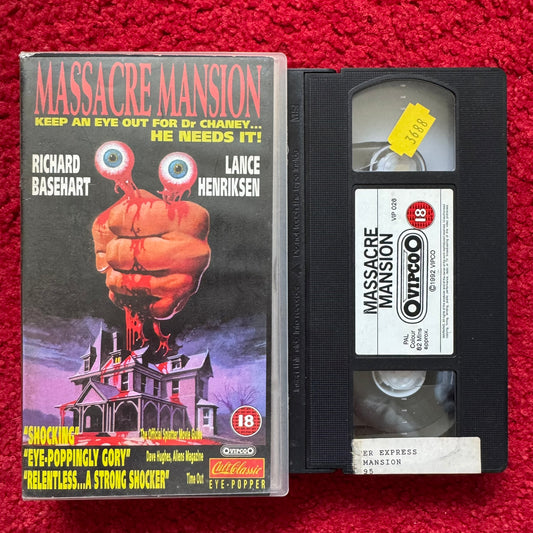 MASSACRE MANSION
KEEP AN EYE OUT FOR Dr CHANEY...
HE NEEDS IT!
RICHARD
BASEHART
LANCE
HENRIKSEN
18
"SHOCKING" The Official Splatter Movie Guide
"EYE-POPPINGLY GORY" Dave Hughes, Aliens Magazine
"RELENTLESS...A STRONG SHOCKER" Time Out
VIPCO
Cult Classic
EYE-POPPER
3688
MASSACRE
MANSION
VIP 028
18
VIPCO
©1992 VIPCO
PAL
Colour
82 Mins
approx.
ER EXPRESS
MANSION
95